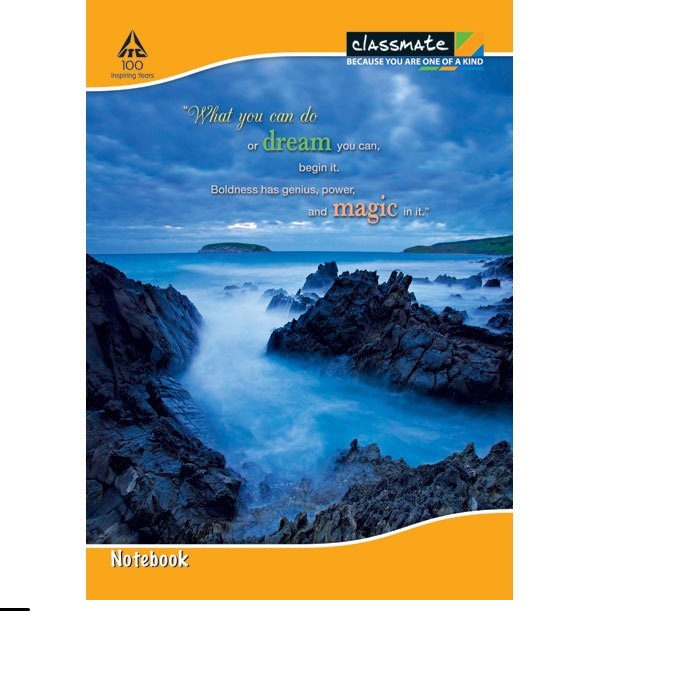 ITC
100
Inspiring Years
classmate
BECAUSE YOU ARE ONE OF A KIND
"What you can do
or dream you can,
begin it.
Boldness has genius, power,
and magic in it."
Notebook